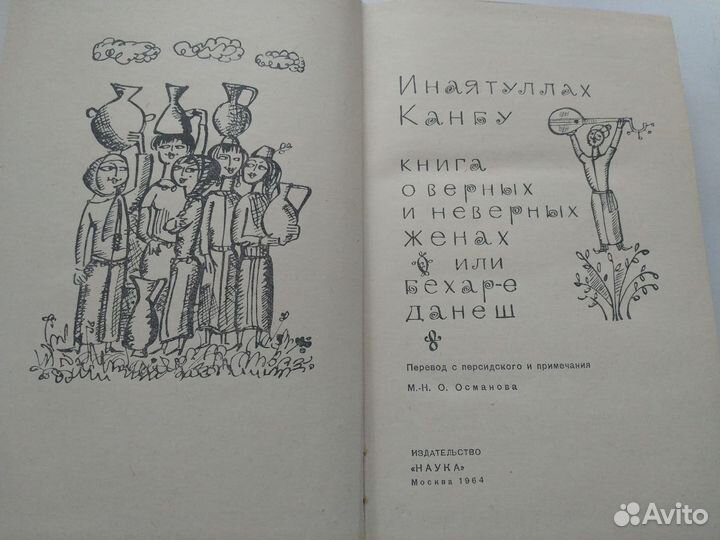 Инаятуллах
Канбу
книга
о верных
и неверных
женах
или
Бехар-е
данеш
Перевод с персидского и примечания
М.-Н. О. Османова
ИЗДАТЕЛЬСТВО
«НАУКА»
Москва 1964
Avito